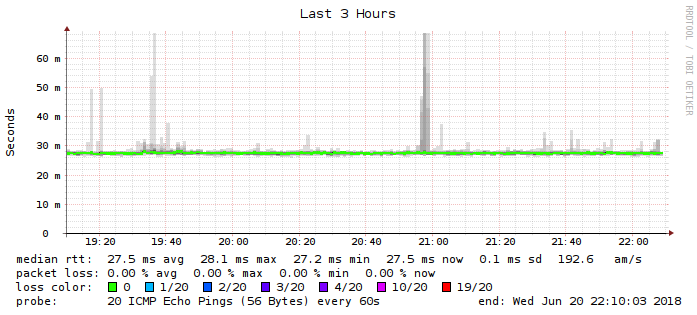 Last 3 Hours
RRDTOOL / TOBI OETIKER
Seconds
60 m
50 m
40 m
30 m
20 m
10 m
0
19:20 19:40 20:00 20:20 20:40 21:00 21:20 21:40 22:00
median rtt: 27.5 ms avg 28.1 ms max 27.2 ms min 27.5 ms now 0.1 ms sd 192.6 am/s
packet loss: 0.00 % avg 0.00 % max 0.00 % min 0.00 % now
loss color: 0 1/20 2/20 3/20 4/20 10/20 19/20
probe: 20 ICMP Echo Pings (56 Bytes) every 60s end: Wed Jun 20 22:10:03 2018